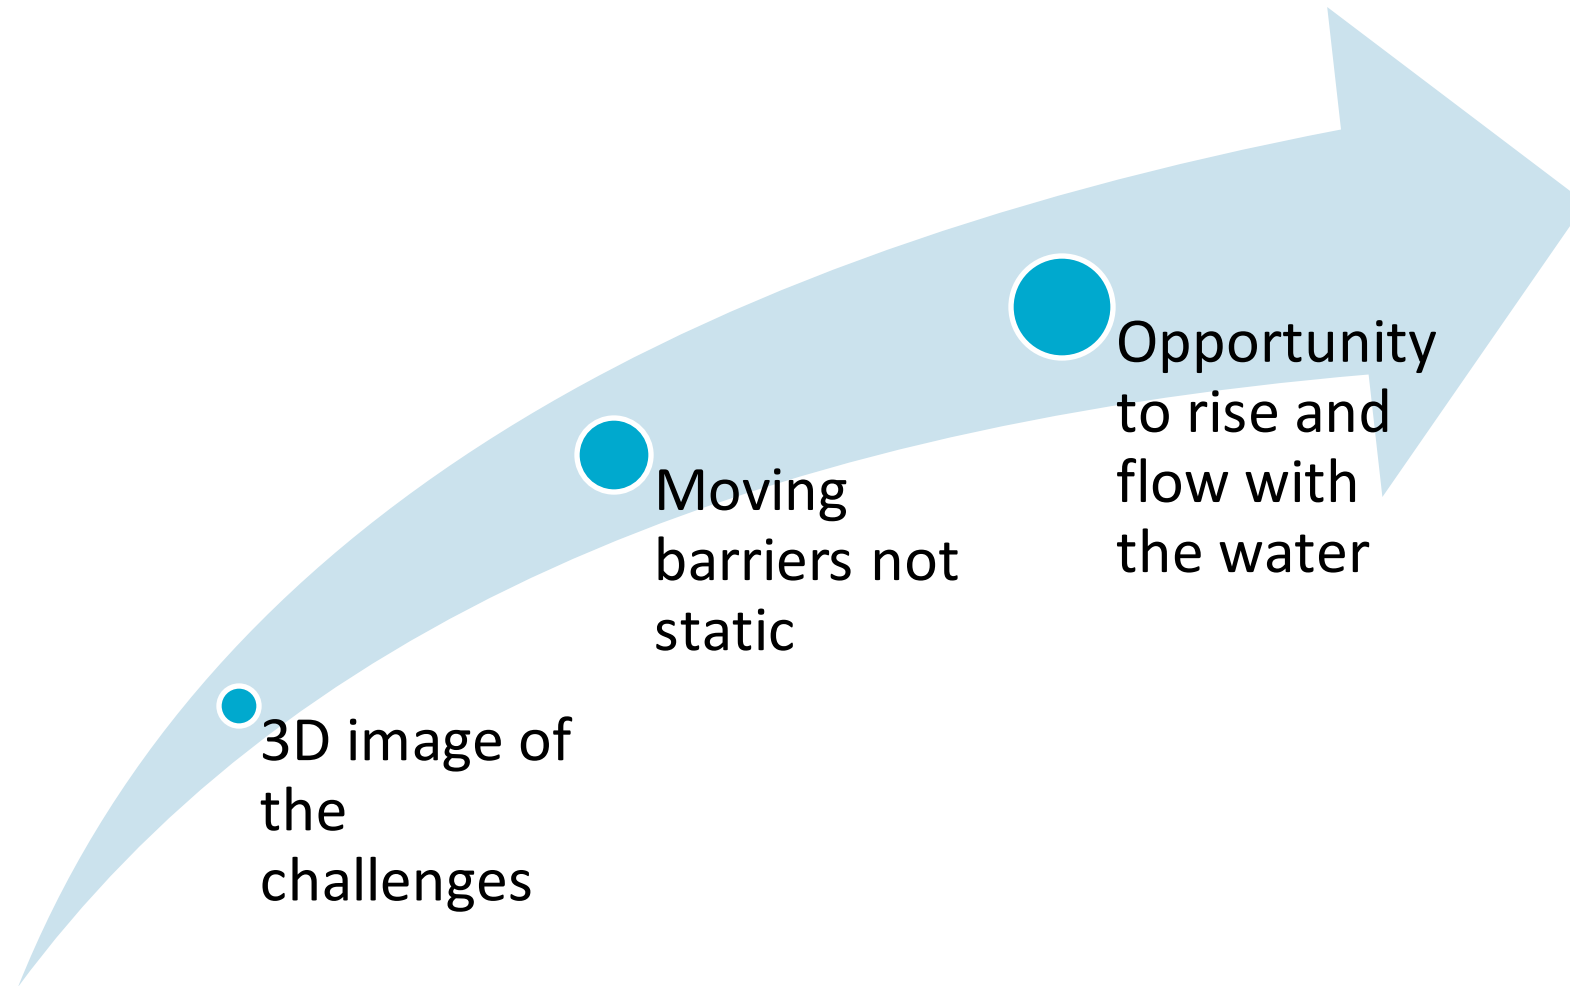 3D image of
the
challenges
Moving
barriers not
static
Opportunity
to rise and
flow with
the water